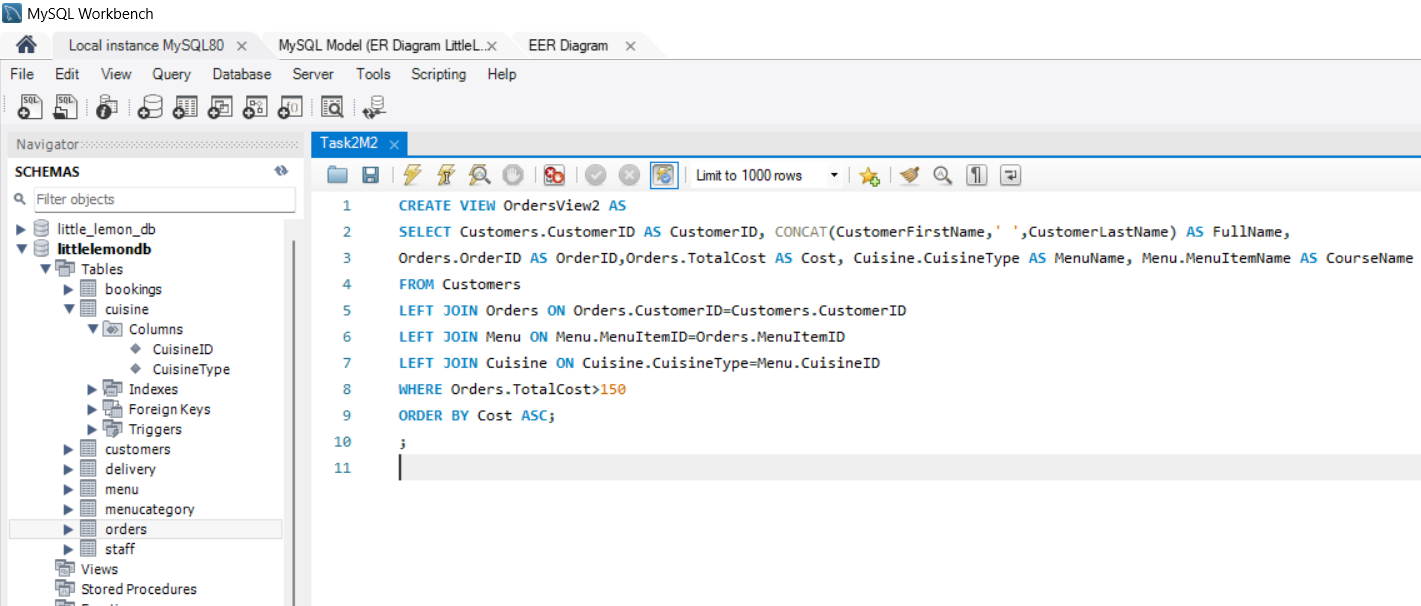 MySQL Workbench
Local instance MySQL80
MySQL Model (ER Diagram LittleL...
EER Diagram
File Edit View Query Database Server Tools Scripting Help
SQL SQL
Navigator
SCHEMAS
Filter objects
little_lemon_db
littlelemondb
Tables
bookings
cuisine
Columns
CuisineID
CuisineType
Indexes
Foreign Keys
Triggers
customers
delivery
menu
menucategory
orders
staff
Views
Stored Procedures
Task2M2
Limit to 1000 rows
1 CREATE VIEW OrdersView2 AS
2 SELECT Customers.CustomerID AS CustomerID, CONCAT(CustomerFirstName,' ',CustomerLastName) AS FullName,
3 Orders.OrderID AS OrderID,Orders.TotalCost AS Cost, Cuisine.CuisineType AS MenuName, Menu.MenuItemName AS CourseName
4 FROM Customers
5 LEFT JOIN Orders ON Orders.CustomerID=Customers.CustomerID
6 LEFT JOIN Menu ON Menu.MenuItemID=Orders.MenuItemID
7 LEFT JOIN Cuisine ON Cuisine.CuisineType=Menu.CuisineID
8 WHERE Orders.TotalCost>150
9 ORDER BY Cost ASC;
10 ;
11